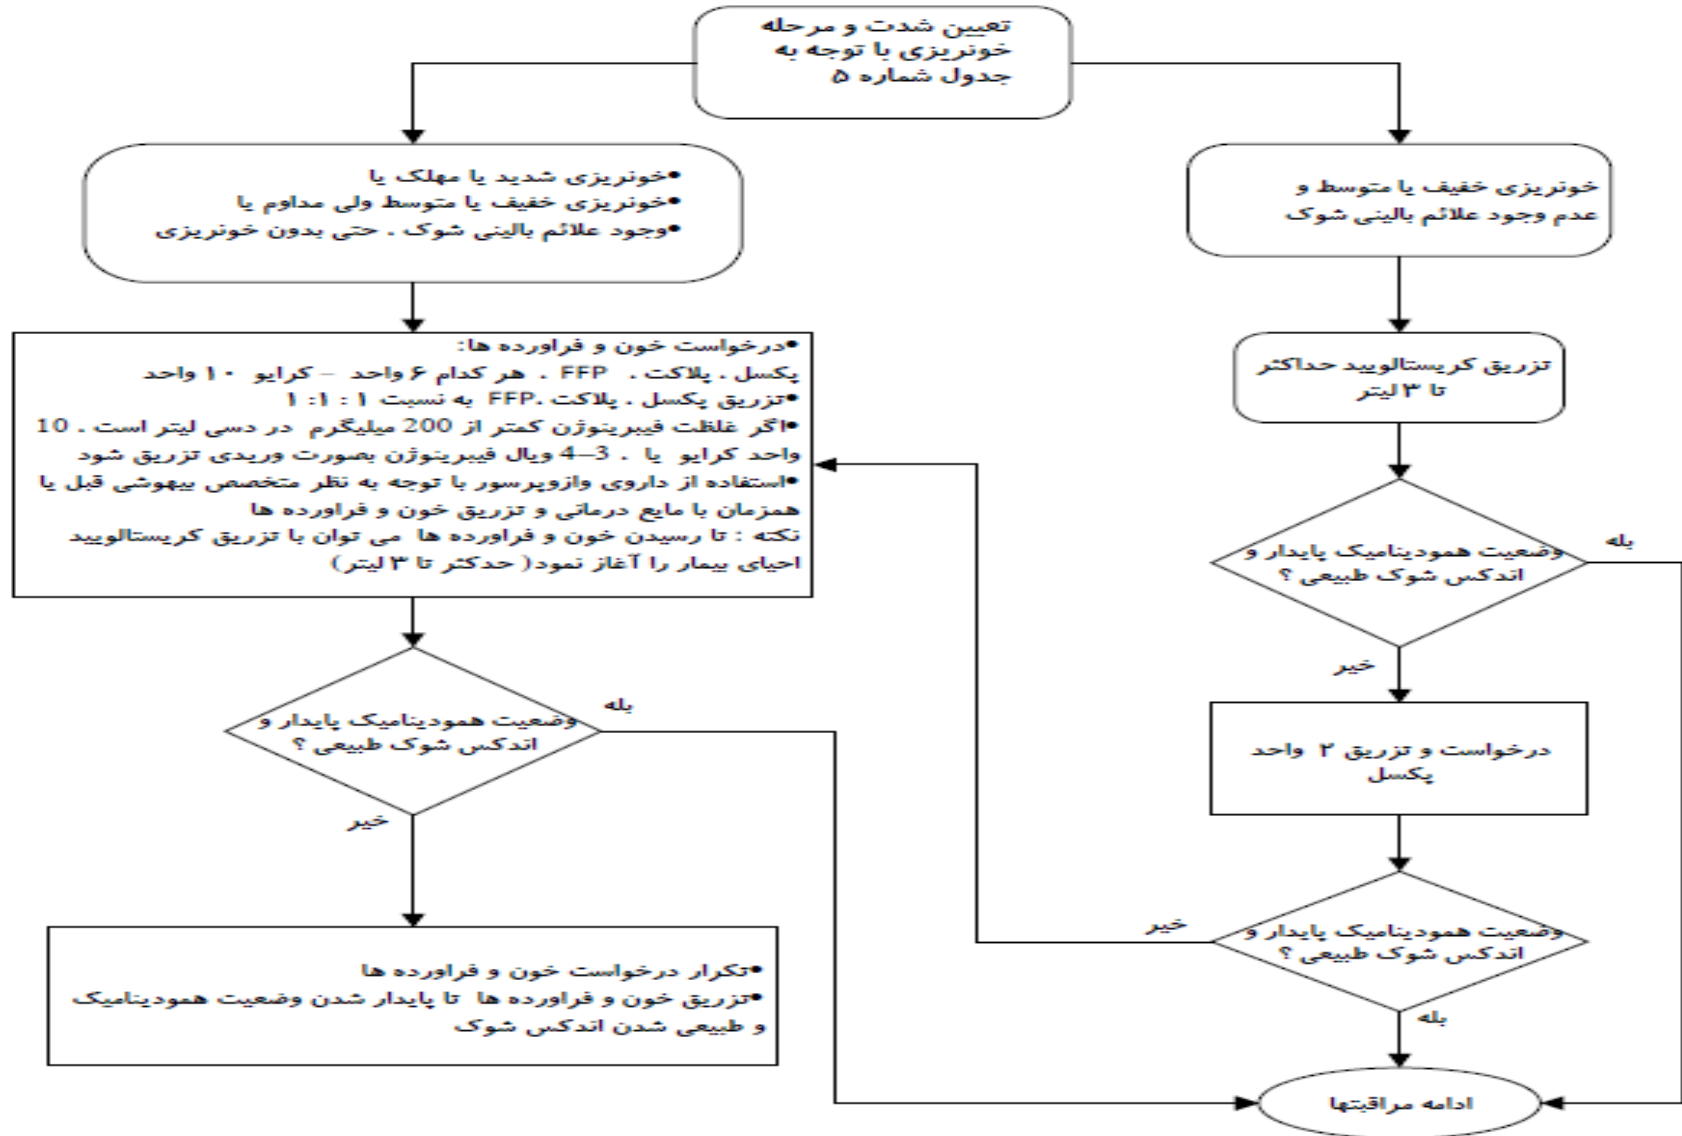 تعیین شدت و مرحله
خونریزی با توجه به
جدول شماره ۵
خونریزی خفیف یا متوسط و
عدم وجود علائم بالینی شوک
تزریق کریستالویید حداکثر
تا ۳ لیتر
وضعیت همودینامیک پایدار و
اندکس شوک طبیعی ؟
بله
خیر
درخواست و تزریق ۲ واحد
پکسل
وضعیت همودینامیک پایدار و
اندکس شوک طبیعی ؟
خیر
بله
ادامه مراقبتها
•خونریزی شدید یا مهلک یا
•خونریزی خفیف یا متوسط ولی مداوم یا
•وجود علائم بالینی شوک . حتی بدون خونریزی
•درخواست خون و فراورده ها:
پکسل . پلاکت . FFP . هر کدام ۶ واحد – کرایو ۱۰ واحد
•تزریق پکسل . پلاکت .FFP به نسبت ۱ : ۱: ۱
•اگر غلظت فیبرینوژن کمتر از 200 میلیگرم در دسی لیتر است . 10
واحد کرایو یا . 3–4 ویال فیبرینوژن بصورت وریدی تزریق شود
•استفاده از داروی وازوپرسور با توجه به نظر متخصص بیهوشی قبل یا
همزمان با مایع درمانی و تزریق خون و فراورده ها
نکته : تا رسیدن خون و فراورده ها می توان با تزریق کریستالویید
احیای بیمار را آغاز نمود( حدکثر تا ۳ لیتر)
وضعیت همودینامیک پایدار و
اندکس شوک طبیعی ؟
بله
خیر
•تکرار درخواست خون و فراورده ها
•تزریق خون و فراورده ها تا پایدار شدن وضعیت همودینامیک
و طبیعی شدن اندکس شوک